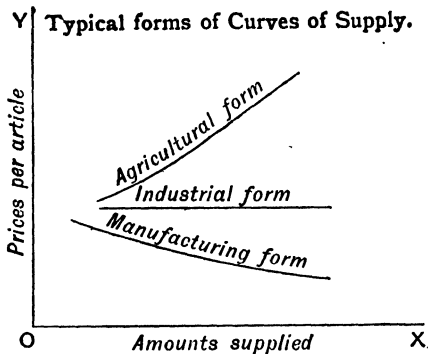 Y Typical forms of Curves of Supply.
Prices per article
Agricultural form
Industrial form
Manufacturing form
O Amounts supplied X